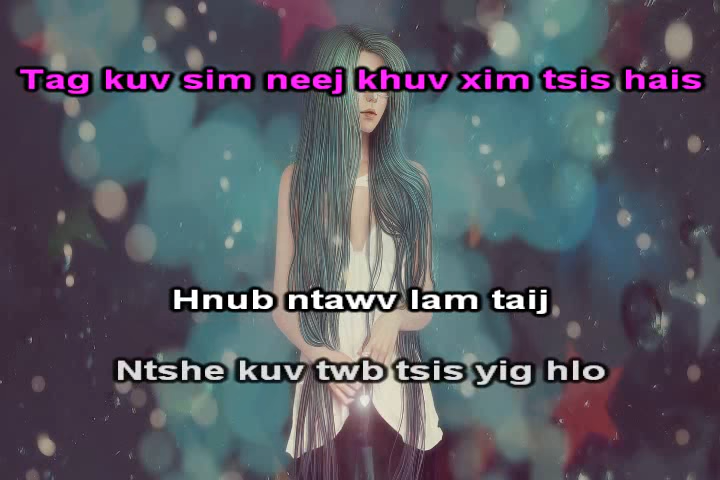 Tag kuv sim neej khuv xim tsis hais
Hnub ntawv lam taij
Ntshe kuv twb tsis yig hlo